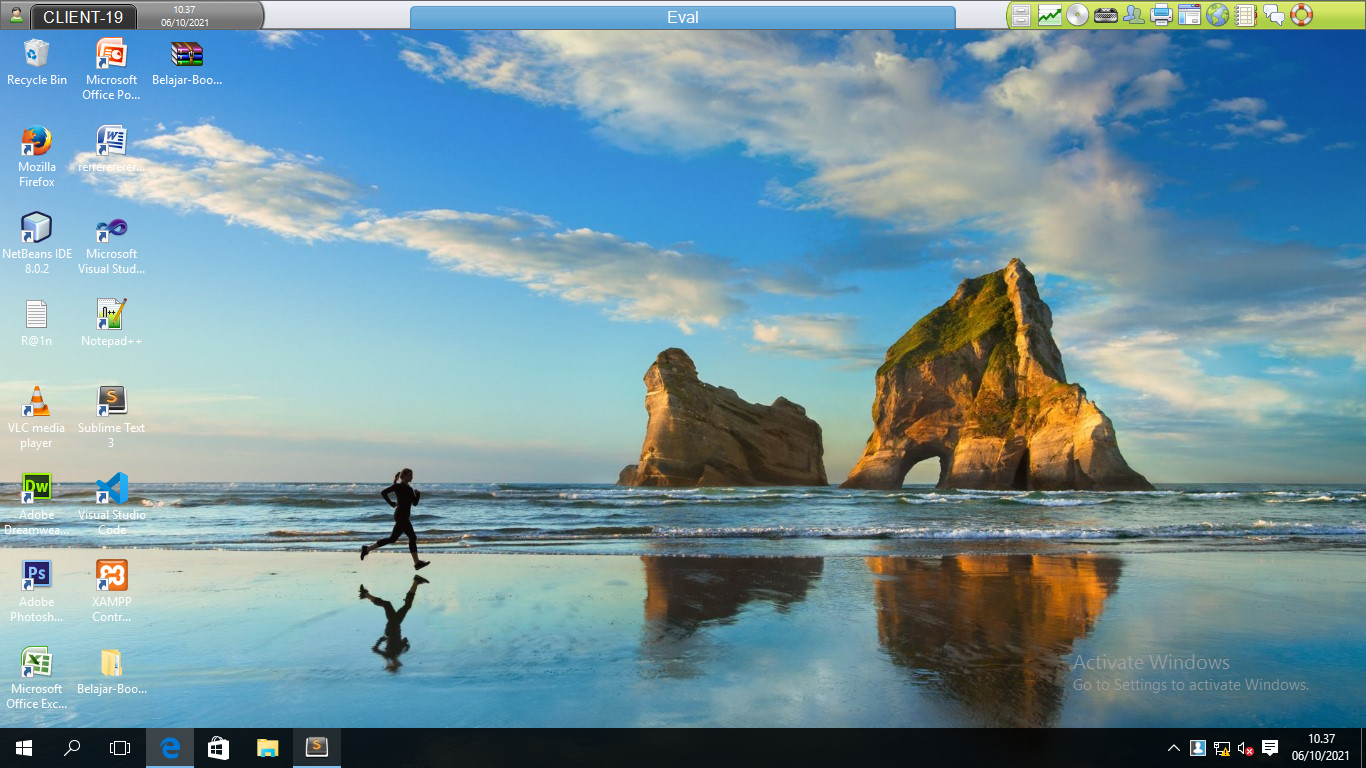 CLIENT-19
10.37
06/10/2021
Eval
Recycle Bin
Microsoft
Office Po...
Belajar-Boo...
Mozilla
Firefox
rerrererrerer...
NetBeans IDE
8.0.2
Microsoft
Visual Stud...
R@1n
Notepad++
VLC media
player
Sublime Text
3
Adobe
Dreamwea...
Visual Studio
Code
Adobe
Photosh...
XAMPP
Contr...
Microsoft
Office Exc...
Belajar-Boo...
Activate Windows
Go to Settings to activate Windows.
10.37
06/10/2021